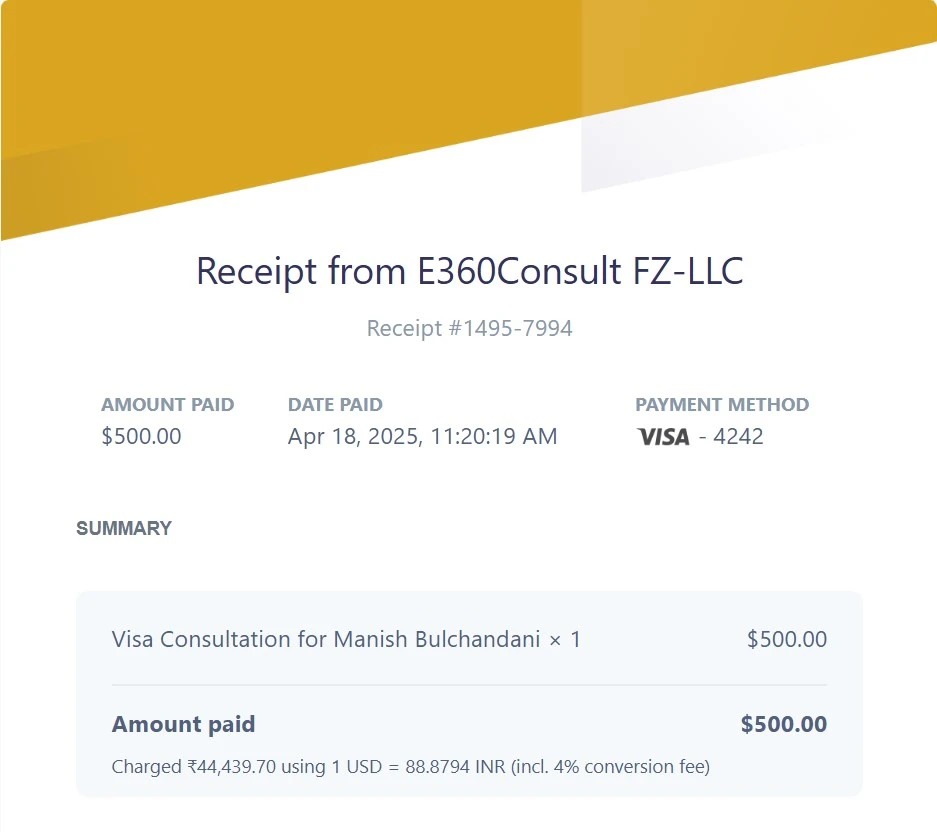 Receipt from E360Consult FZ-LLC
Receipt #1495-7994
AMOUNT PAID DATE PAID PAYMENT METHOD
$500.00 Apr 18, 2025, 11:20:19 AM VISA - 4242
SUMMARY
Visa Consultation for Manish Bulchandani × 1 $500.00
Amount paid $500.00
Charged ₹44,439.70 using 1 USD = 88.8794 INR (incl. 4% conversion fee)